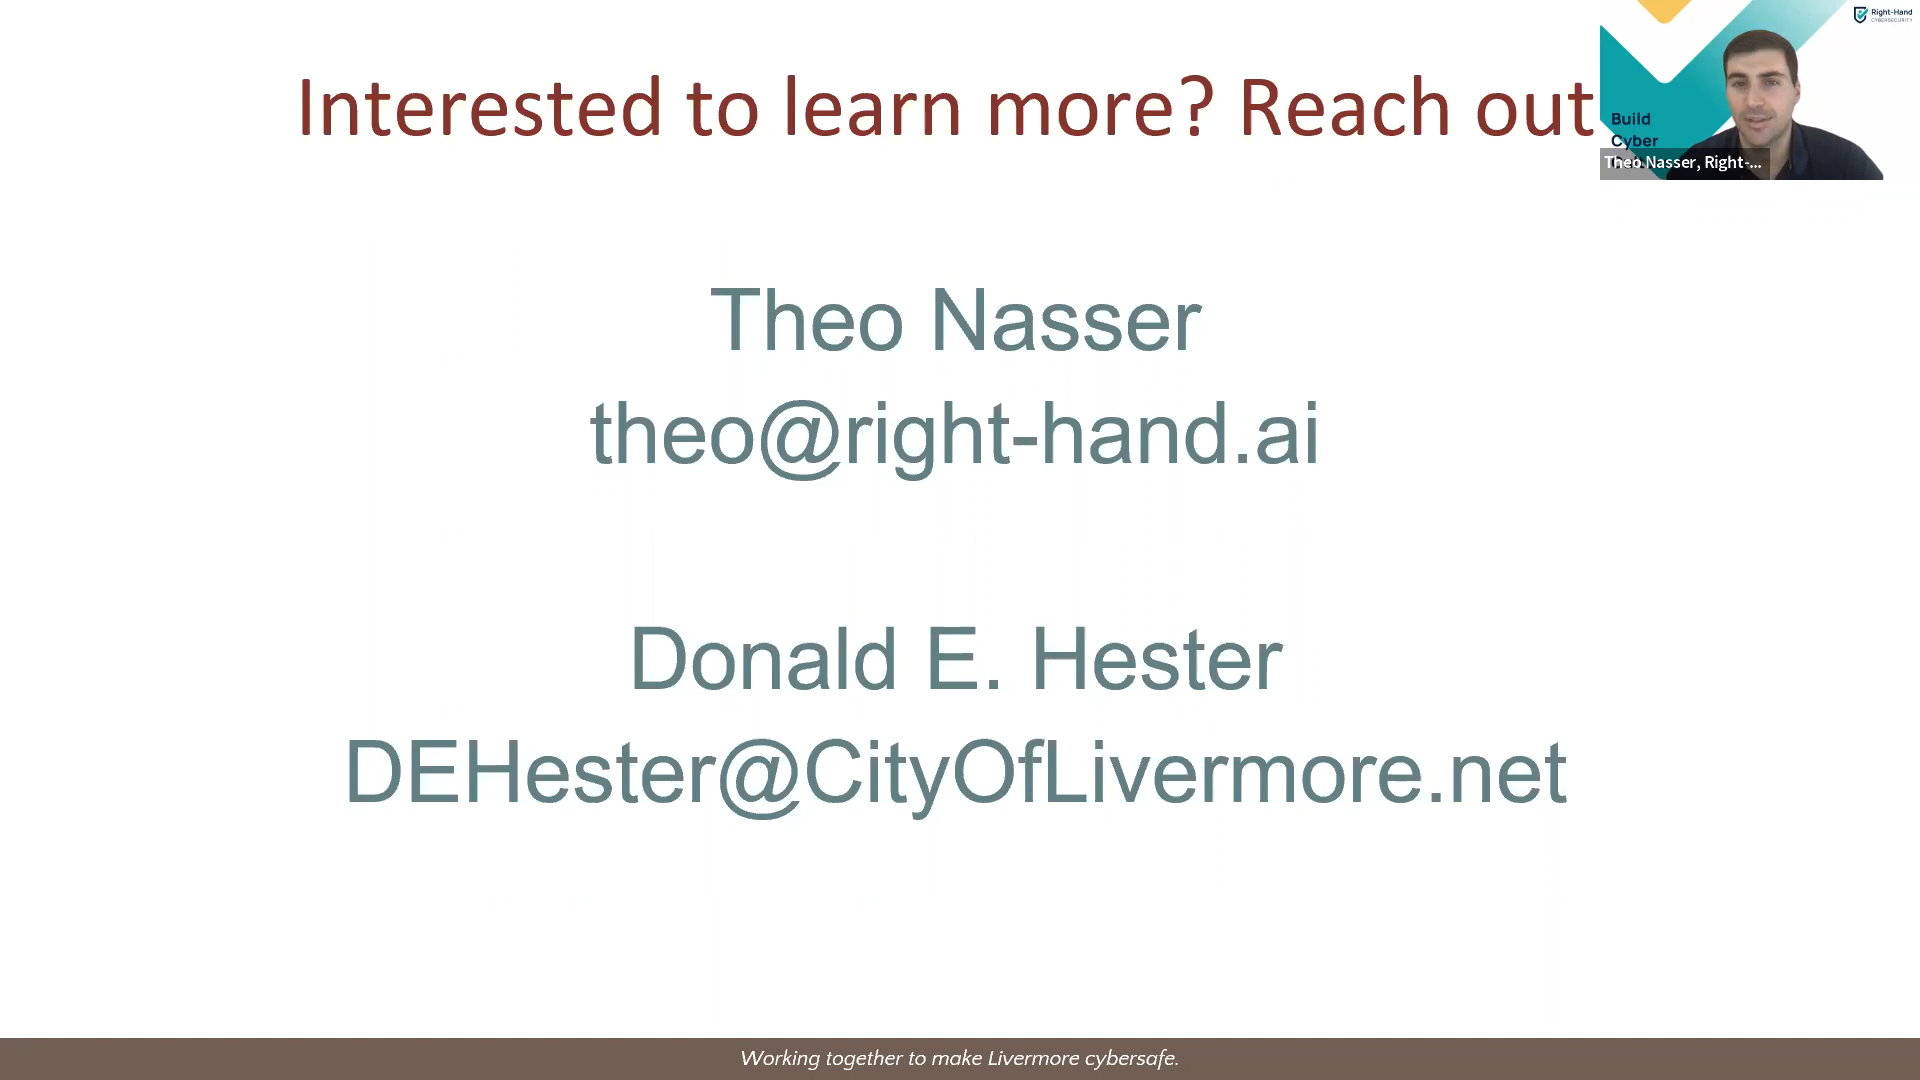 Interested to learn more? Reach out
Right-Hand
CYBERSECURITY
Build
Cyber
Theo Nasser, Right-...
Theo Nasser
theo@right-hand.ai
Donald E. Hester
DEHester@CityOfLivermore.net
Working together to make Livermore cybersafe.